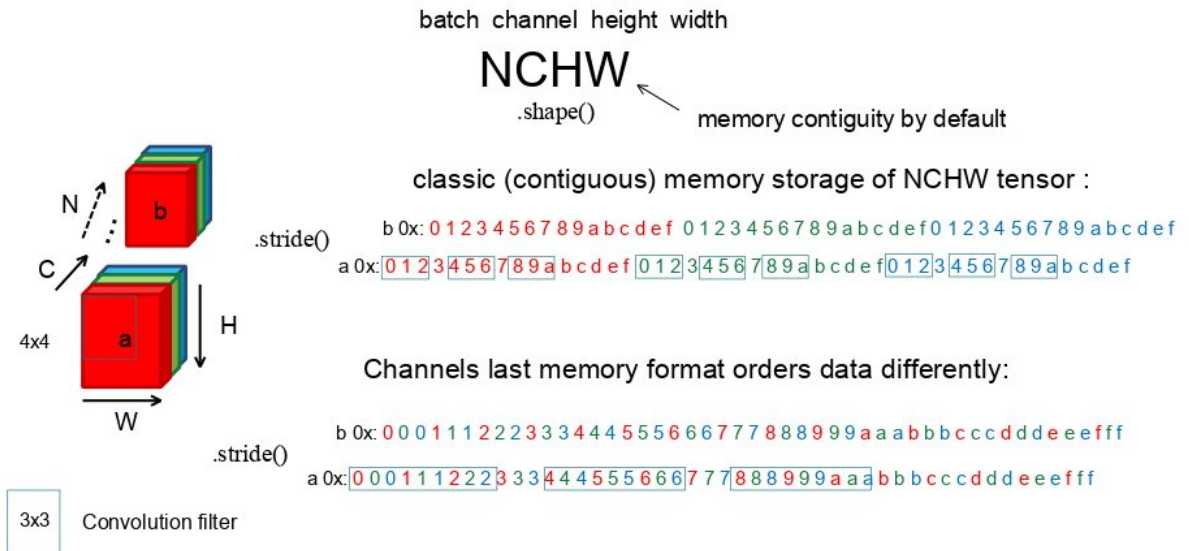 batch channel height width
NCHW
.shape()
memory contiguity by default
classic (contiguous) memory storage of NCHW tensor :
N
b
b 0x: 0 1 2 3 4 5 6 7 8 9 a b c d e f 0 1 2 3 4 5 6 7 8 9 a b c d e f 0 1 2 3 4 5 6 7 8 9 a b c d e f
.stride()
a 0x: 0 1 2 3 4 5 6 7 8 9 a b c d e f 0 1 2 3 4 5 6 7 8 9 a b c d e f 0 1 2 3 4 5 6 7 8 9 a b c d e f
C
4x4
a
H
W
Channels last memory format orders data differently:
b 0x: 0 0 0 1 1 1 2 2 2 3 3 3 4 4 4 5 5 5 6 6 6 7 7 7 8 8 8 9 9 9 a a a b b b c c c d d d e e e f f f
.stride()
a 0x: 0 0 0 1 1 1 2 2 2 3 3 3 4 4 4 5 5 5 6 6 6 7 7 7 8 8 8 9 9 9 a a a b b b c c c d d d e e e f f f
3x3 Convolution filter